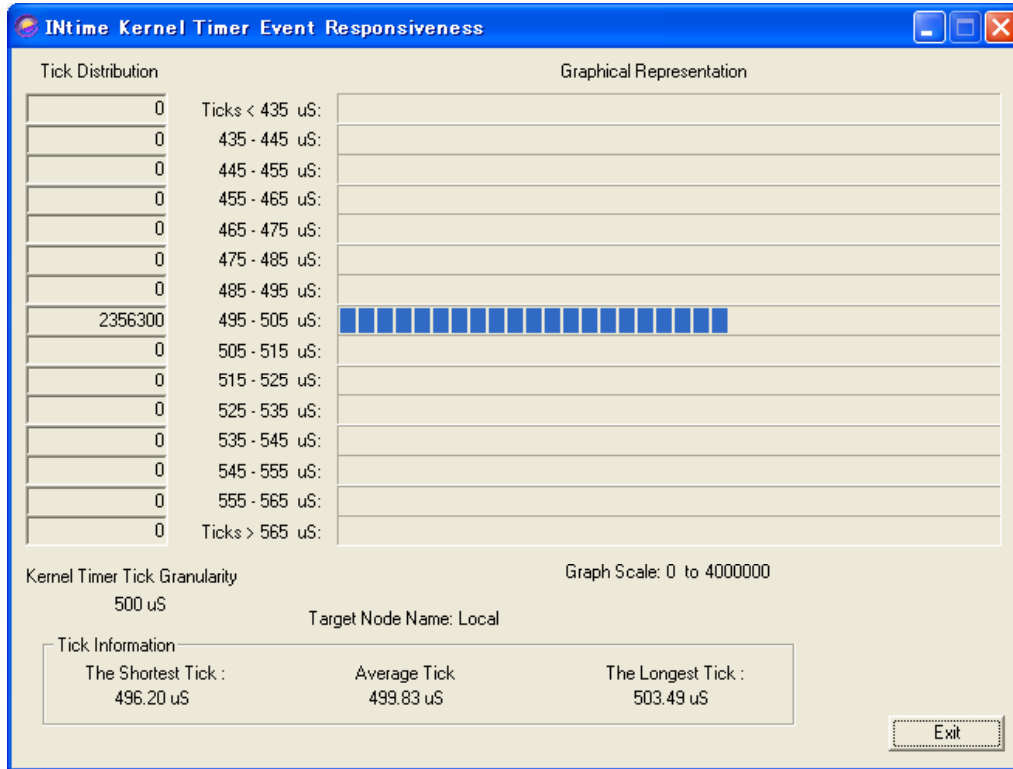 INtime Kernel Timer Event Responsiveness
Tick Distribution Graphical Representation
0 Ticks < 435 uS:
0 435 - 445 uS:
0 445 - 455 uS:
0 455 - 465 uS:
0 465 - 475 uS:
0 475 - 485 uS:
0 485 - 495 uS:
2356300 495 - 505 uS:
0 505 - 515 uS:
0 515 - 525 uS:
0 525 - 535 uS:
0 535 - 545 uS:
0 545 - 555 uS:
0 555 - 565 uS:
0 Ticks > 565 uS:
Kernel Timer Tick Granularity
500 uS
Graph Scale: 0 to 4000000
Target Node Name: Local
Tick Information
The Shortest Tick : Average Tick The Longest Tick :
496.20 uS 499.83 uS 503.49 uS
Exit